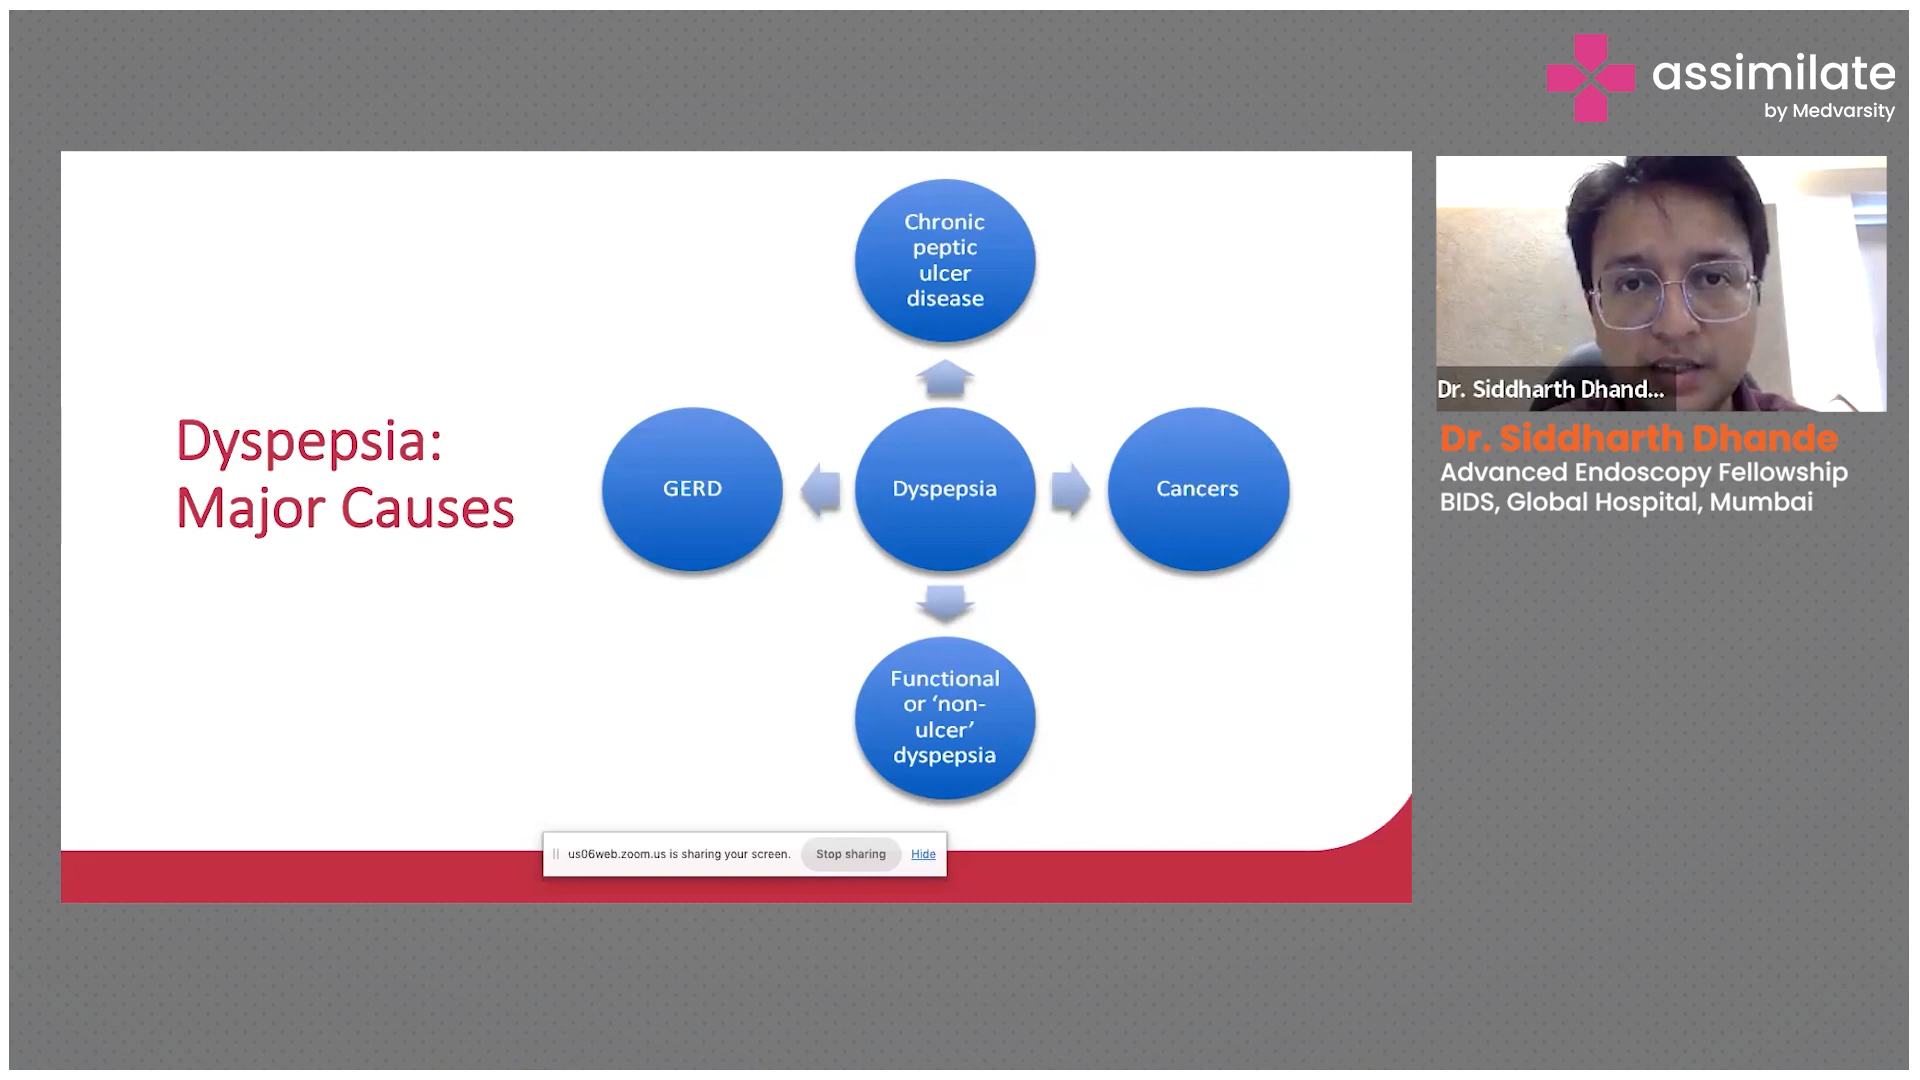 assimilate
by Medvarsity
Chronic
peptic
ulcer
disease
Dyspepsia:
Major Causes
GERD
Dyspepsia
Cancers
Functional
or ‘non-
ulcer’
dyspepsia
us06web.zoom.us is sharing your screen.
Stop sharing
Hide
Dr. Siddharth Dhand...
Dr. Siddharth Dhande
Advanced Endoscopy Fellowship
BIDS, Global Hospital, Mumbai